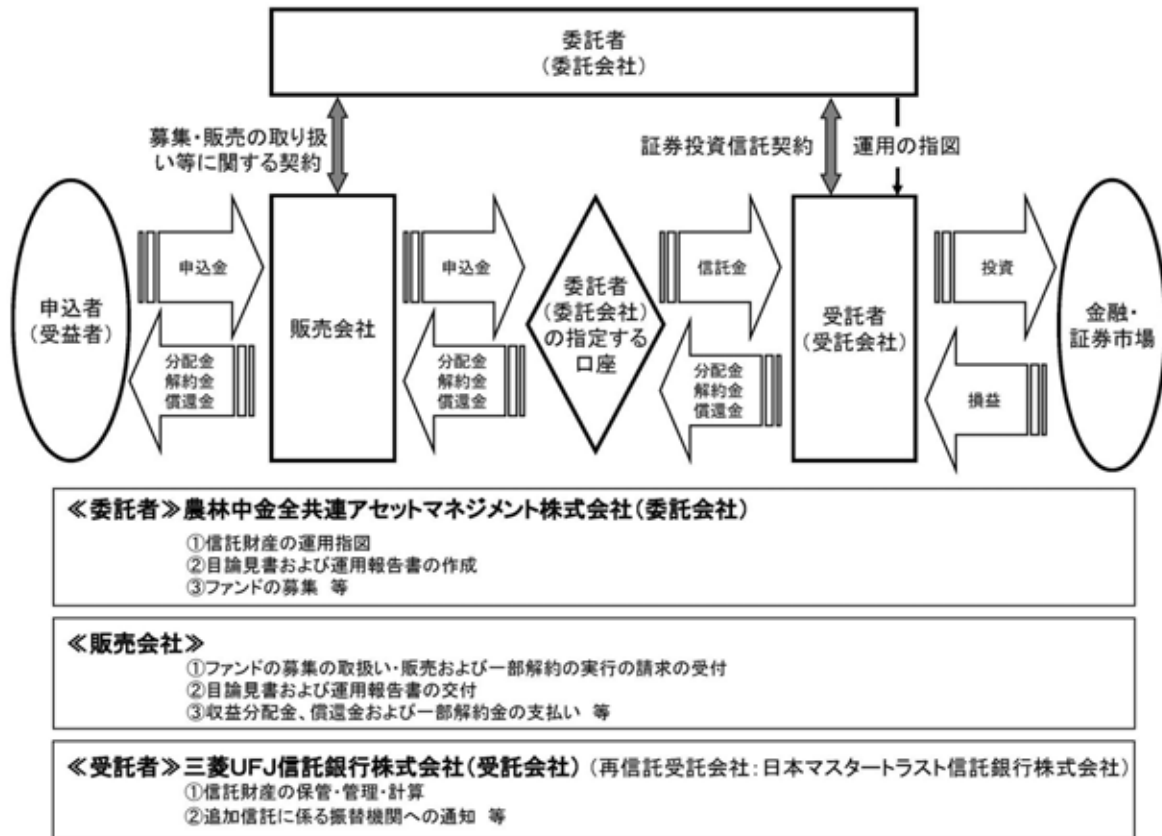 委託者
(委託会社)
募集・販売の取り扱
い等に関する契約
証券投資信託契約
運用の指図
申込者
(受益者)
申込金
分配金
解約金
償還金
販売会社
申込金
分配金
解約金
償還金
委託者
(委託会社)
の指定する
口座
信託金
分配金
解約金
償還金
受託者
(受託会社)
投資
損益
金融・
証券市場
≪委託者≫農林中金全共連アセットマネジメント株式会社(委託会社)
①信託財産の運用指図
②目論見書および運用報告書の作成
③ファンドの募集 等
≪販売会社≫
①ファンドの募集の取扱い・販売および一部解約の実行の請求の受付
②目論見書および運用報告書の交付
③収益分配金、償還金および一部解約金の支払い 等
≪受託者≫三菱UFJ信託銀行株式会社(受託会社) (再信託受託会社:日本マスタートラスト信託銀行株式会社)
①信託財産の保管・管理・計算
②追加信託に係る振替機関への通知 等